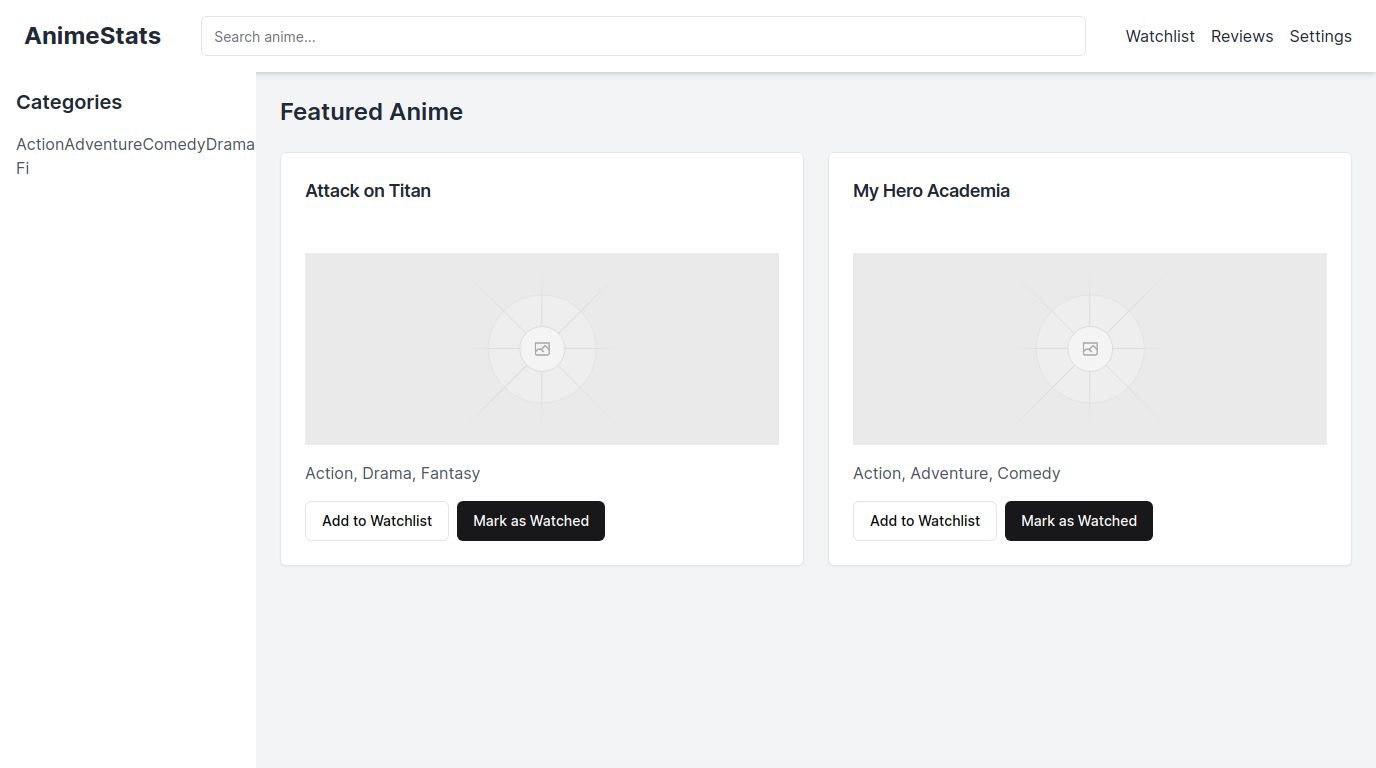 AnimeStats
Search anime...
Watchlist Reviews Settings
Categories
ActionAdventureComedyDrama
Fi
Featured Anime
Attack on Titan
Action, Drama, Fantasy
Add to Watchlist Mark as Watched
My Hero Academia
Action, Adventure, Comedy
Add to Watchlist Mark as Watched